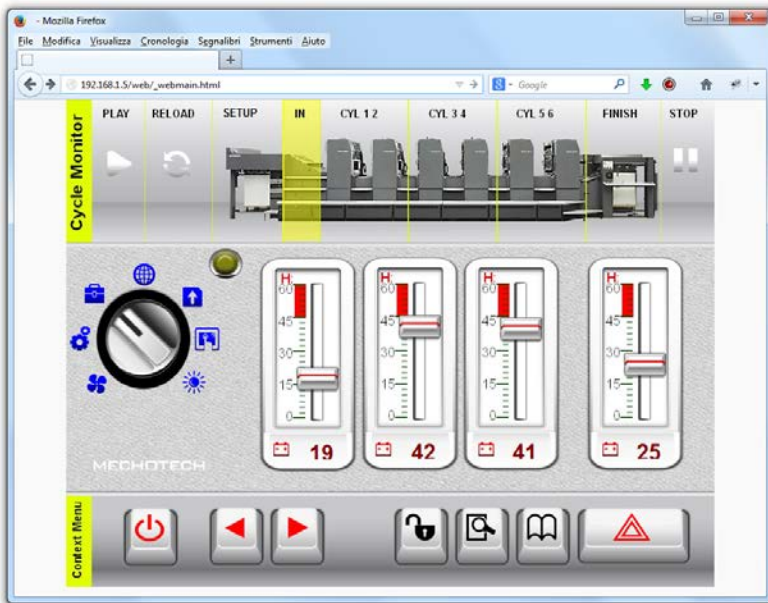 - Mozilla Firefox
File Modifica Visualizza Cronologia Segnalibri Strumenti Aiuto
+
192.168.1.5/web/_webmain.html
8 - Google
Cycle Monitor
PLAY RELOAD SETUP IN CYL 1 2 CYL 3 4 CYL 5 6 FINISH STOP
H: H: H: H:
60 60 60 60
45 45 45 45
30 30 30 30
15 15 15 15
0 0 0 0
19 42 41 25
MECHOTECH
Context Menu